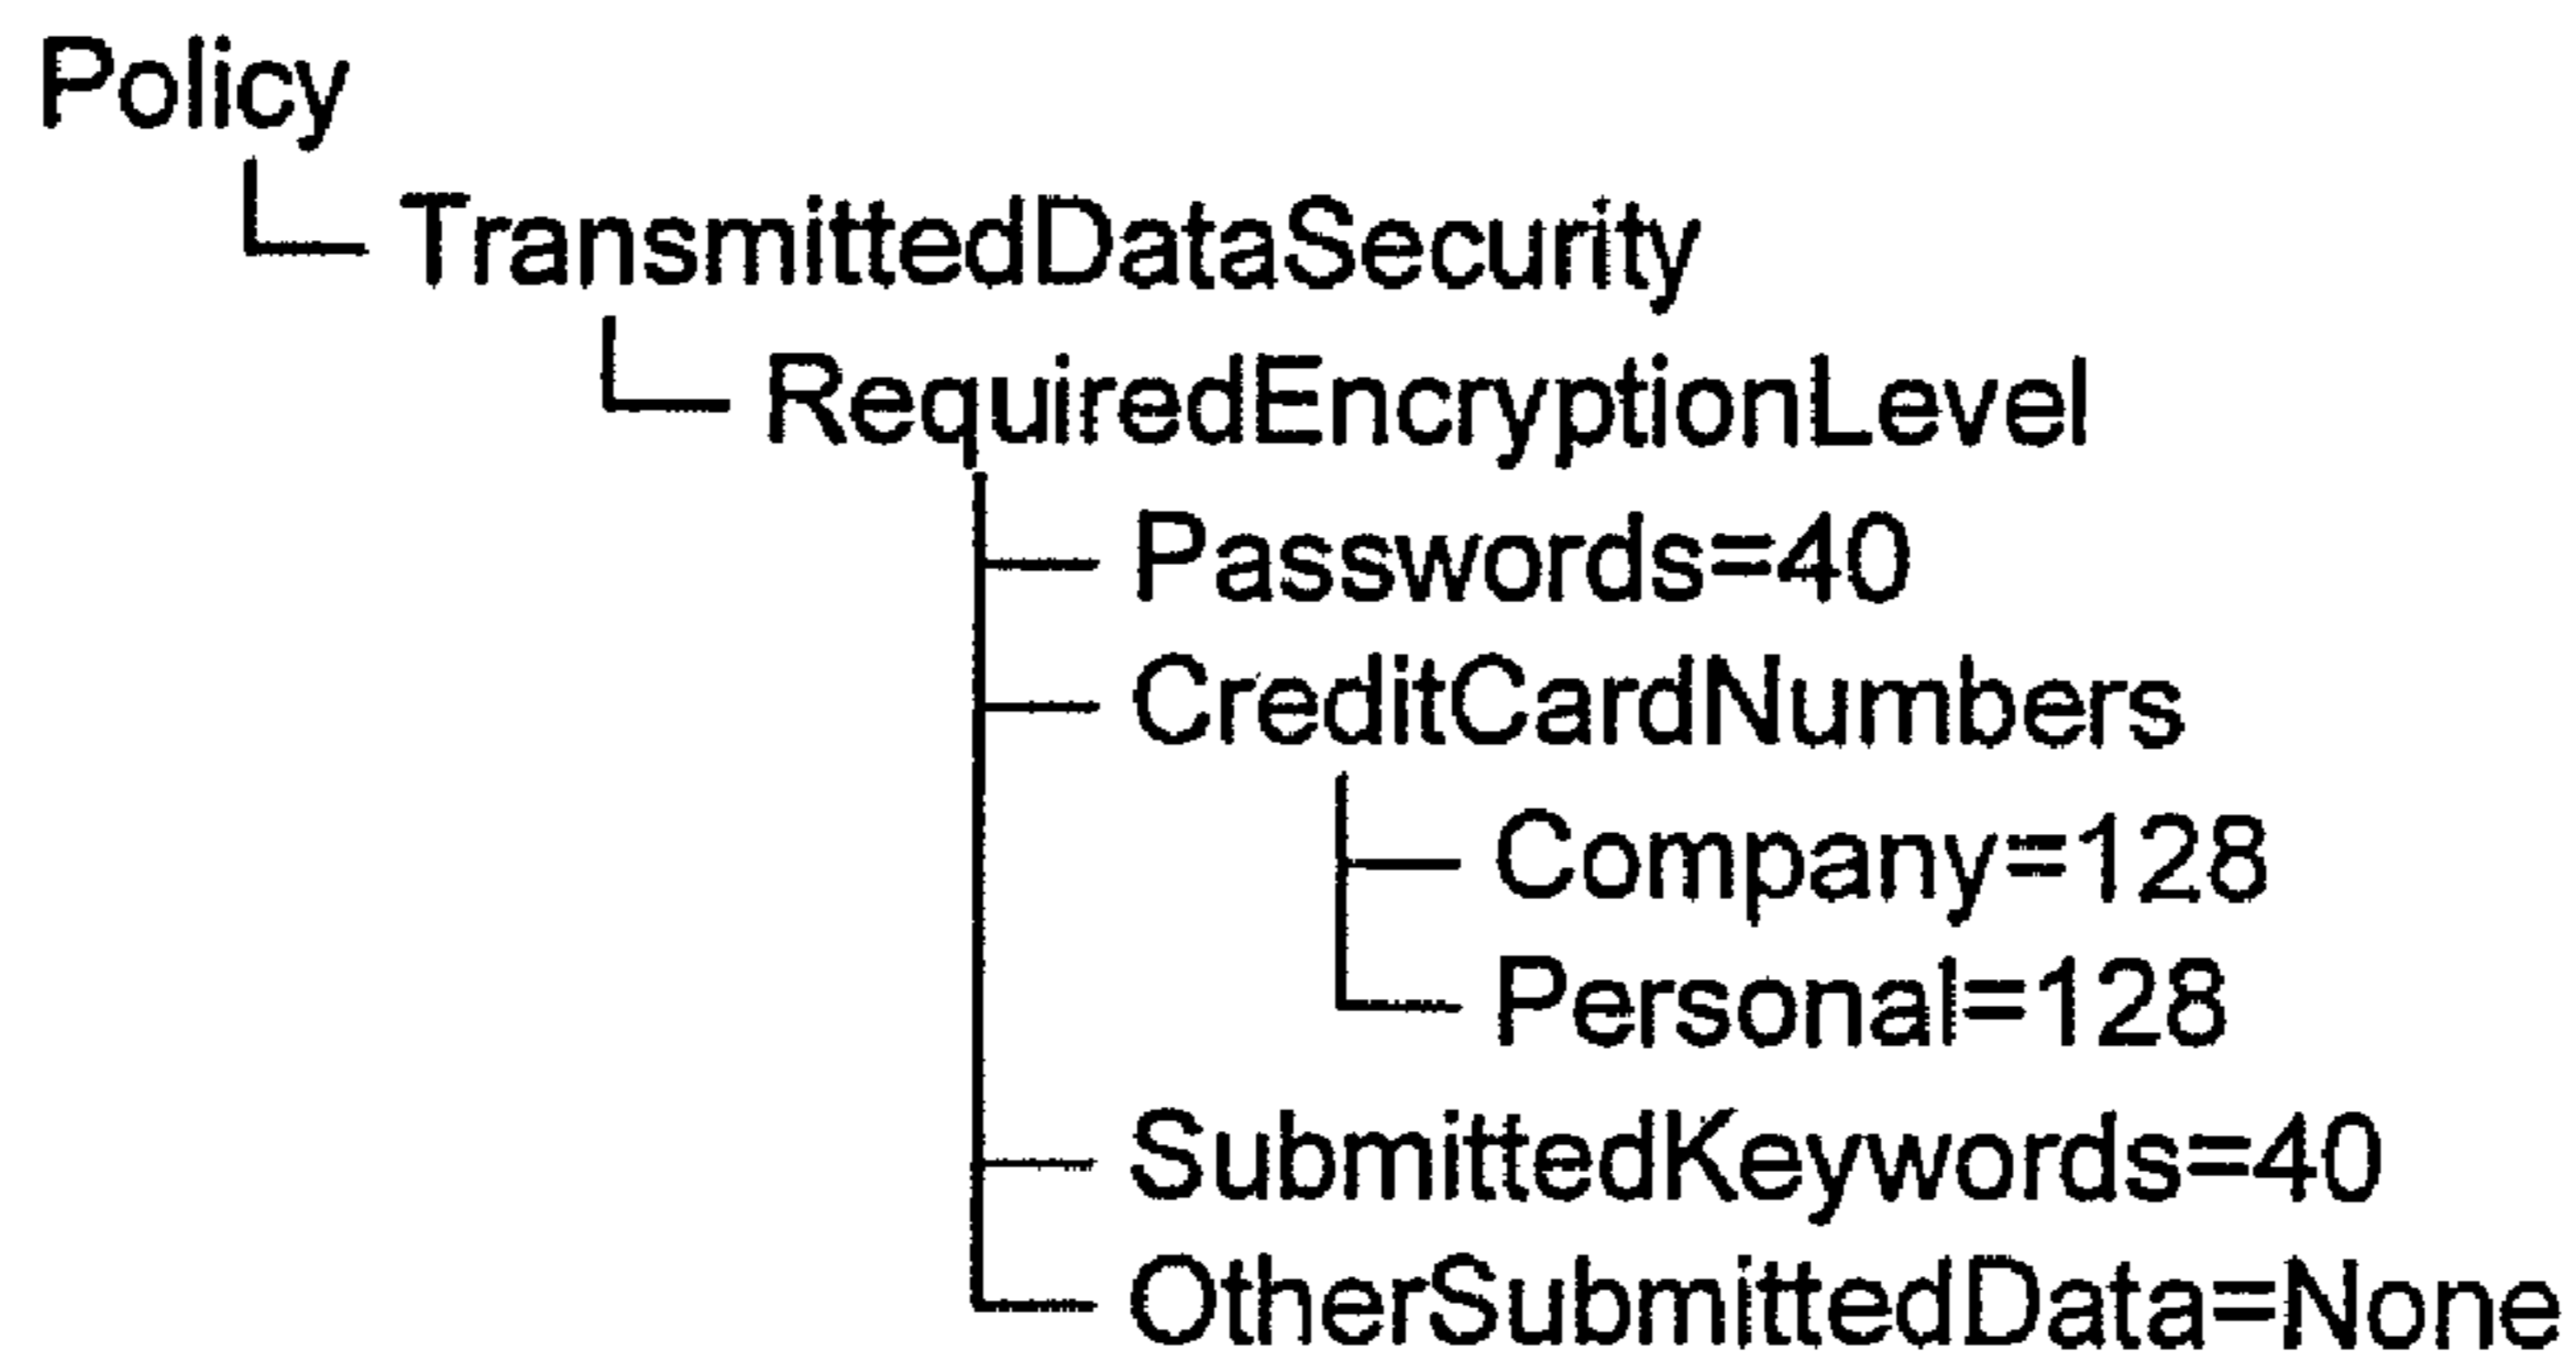 Policy
TransmittedDataSecurity
RequiredEncryptionLevel
Passwords=40
CreditCardNumbers
Company=128
Personal=128
SubmittedKeywords=40
OtherSubmittedData=None